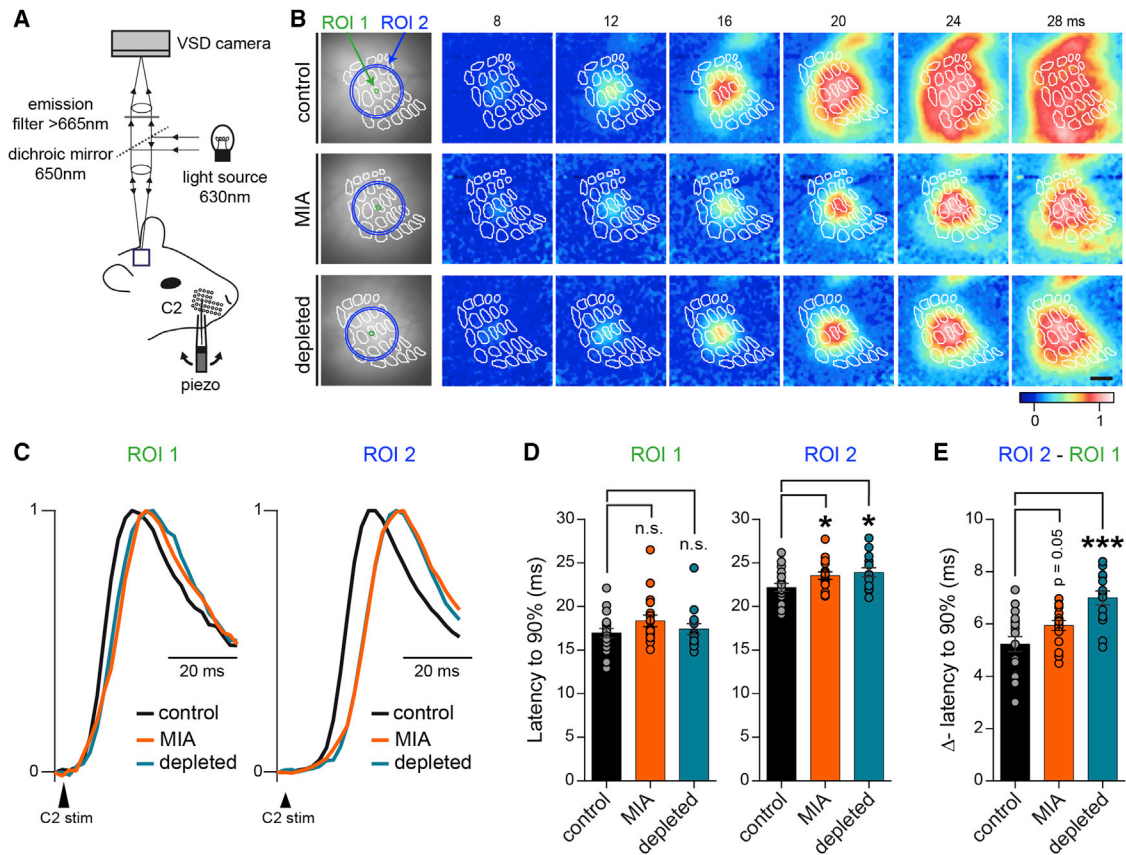 A
VSD camera
emission
filter >665nm
dichroic mirror
650nm
light source
630nm
C2
piezo
B
ROI 1 ROI 2
8 12 16 20 24 28 ms
control
MIA
depleted
0 1
C
ROI 1
1
0
20 ms
control
MIA
depleted
C2 stim
ROI 2
1
0
20 ms
control
MIA
depleted
C2 stim
D
ROI 1
Latency to 90% (ms)
30
25
20
15
10
5
0
n.s.
n.s.
control
MIA
depleted
ROI 2
30
25
20
15
10
5
0
*
*
control
MIA
depleted
E
ROI 2 - ROI 1
Δ- latency to 90% (ms)
10
8
6
4
2
0
p = 0.05
***
control
MIA
depleted